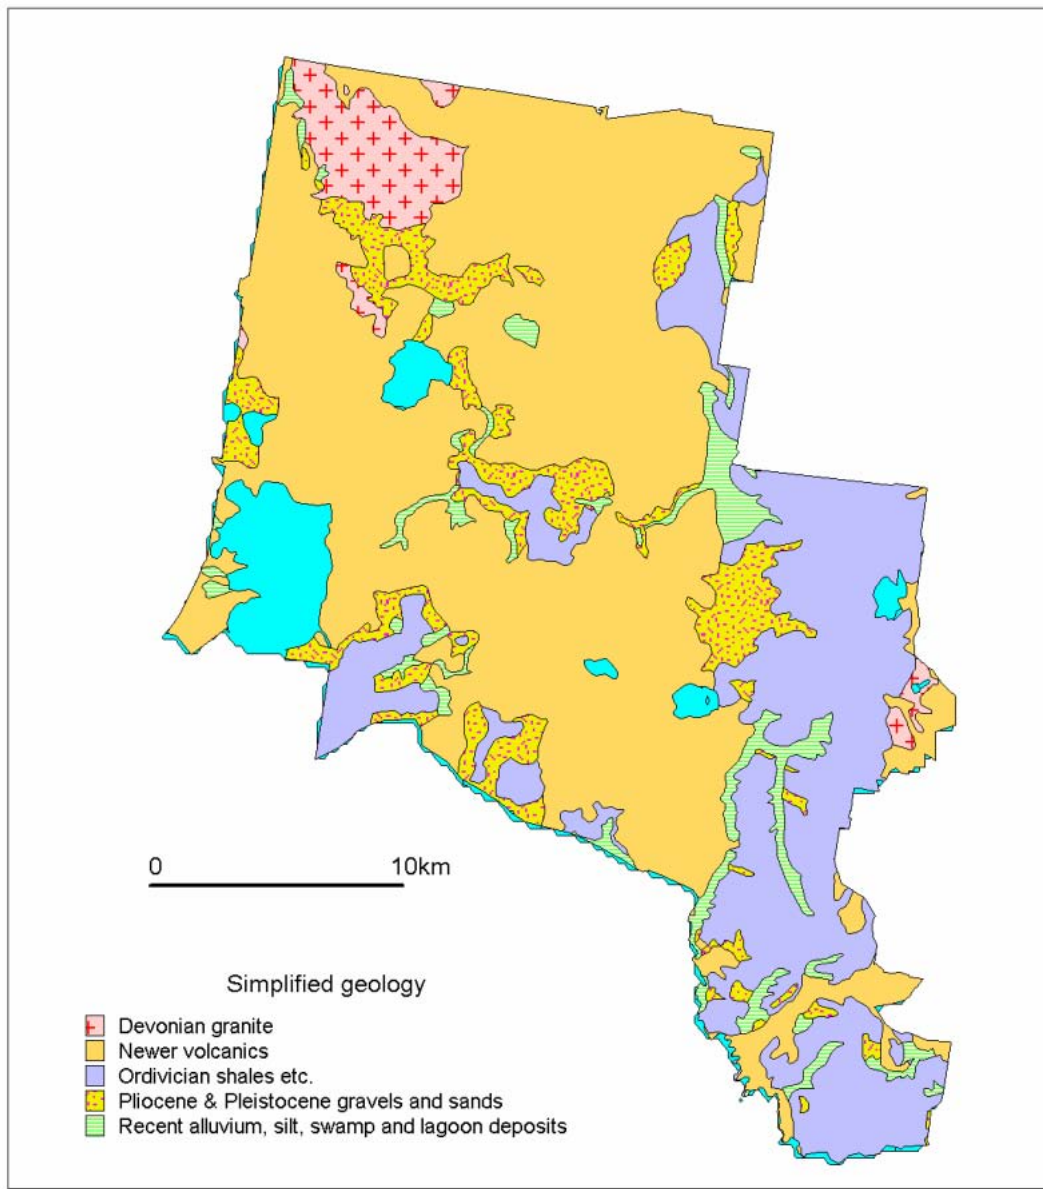 0 10km
Simplified geology
Devonian granite
Newer volcanics
Ordivician shales etc.
Pliocene & Pleistocene gravels and sands
Recent alluvium, silt, swamp and lagoon deposits